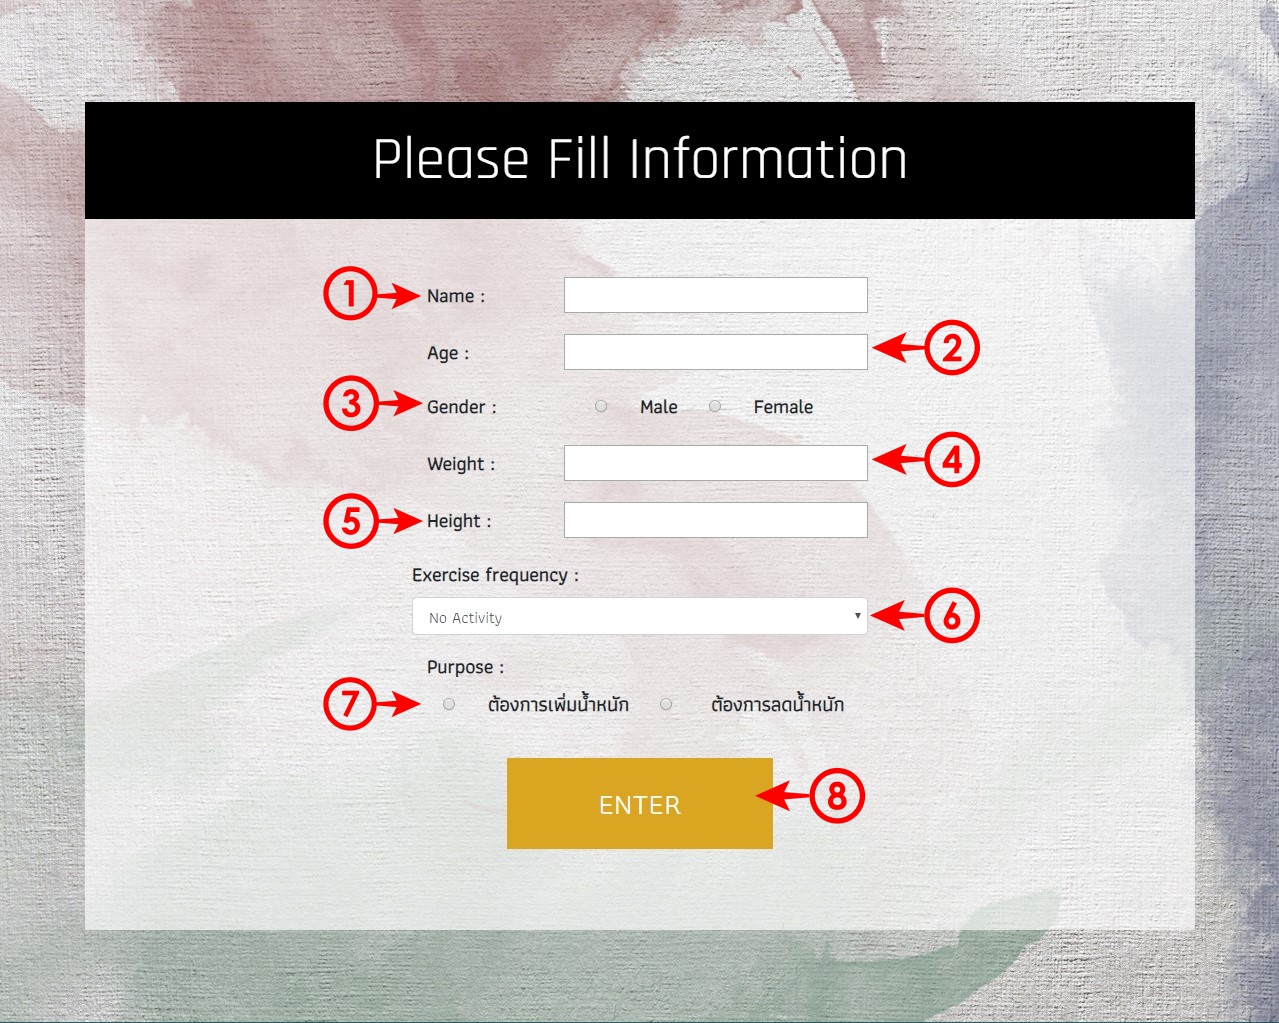 Please Fill Information
1 Name :
Age : 2
3 Gender : Male Female
Weight : 4
5 Height :
Exercise frequency :
No Activity 6
Purpose :
7 ต้องการเพิ่มน้ำหนัก ต้องการลดน้ำหนัก
ENTER 8